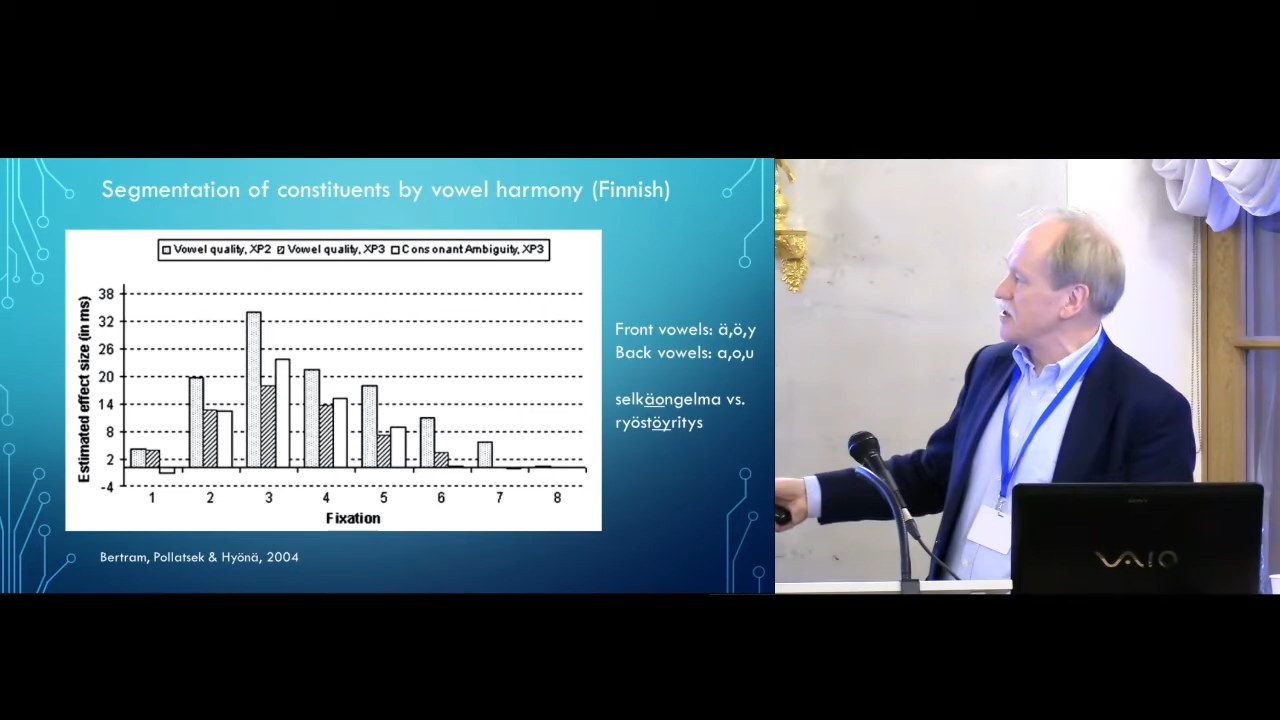 Segmentation of constituents by vowel harmony (Finnish)
Vowel quality, XP2 Vowel quality, XP3 Consonant Ambiguity, XP3
Estimated effect size (in ms)
38
32
26
20
14
8
2
-4
1 2 3 4 5 6 7 8
Fixation
Front vowels: ä,ö,y
Back vowels: a,o,u
selkäongelma vs.
ryöstöyritys
Bertram, Pollatsek & Hyönä, 2004
SONY
VAIO